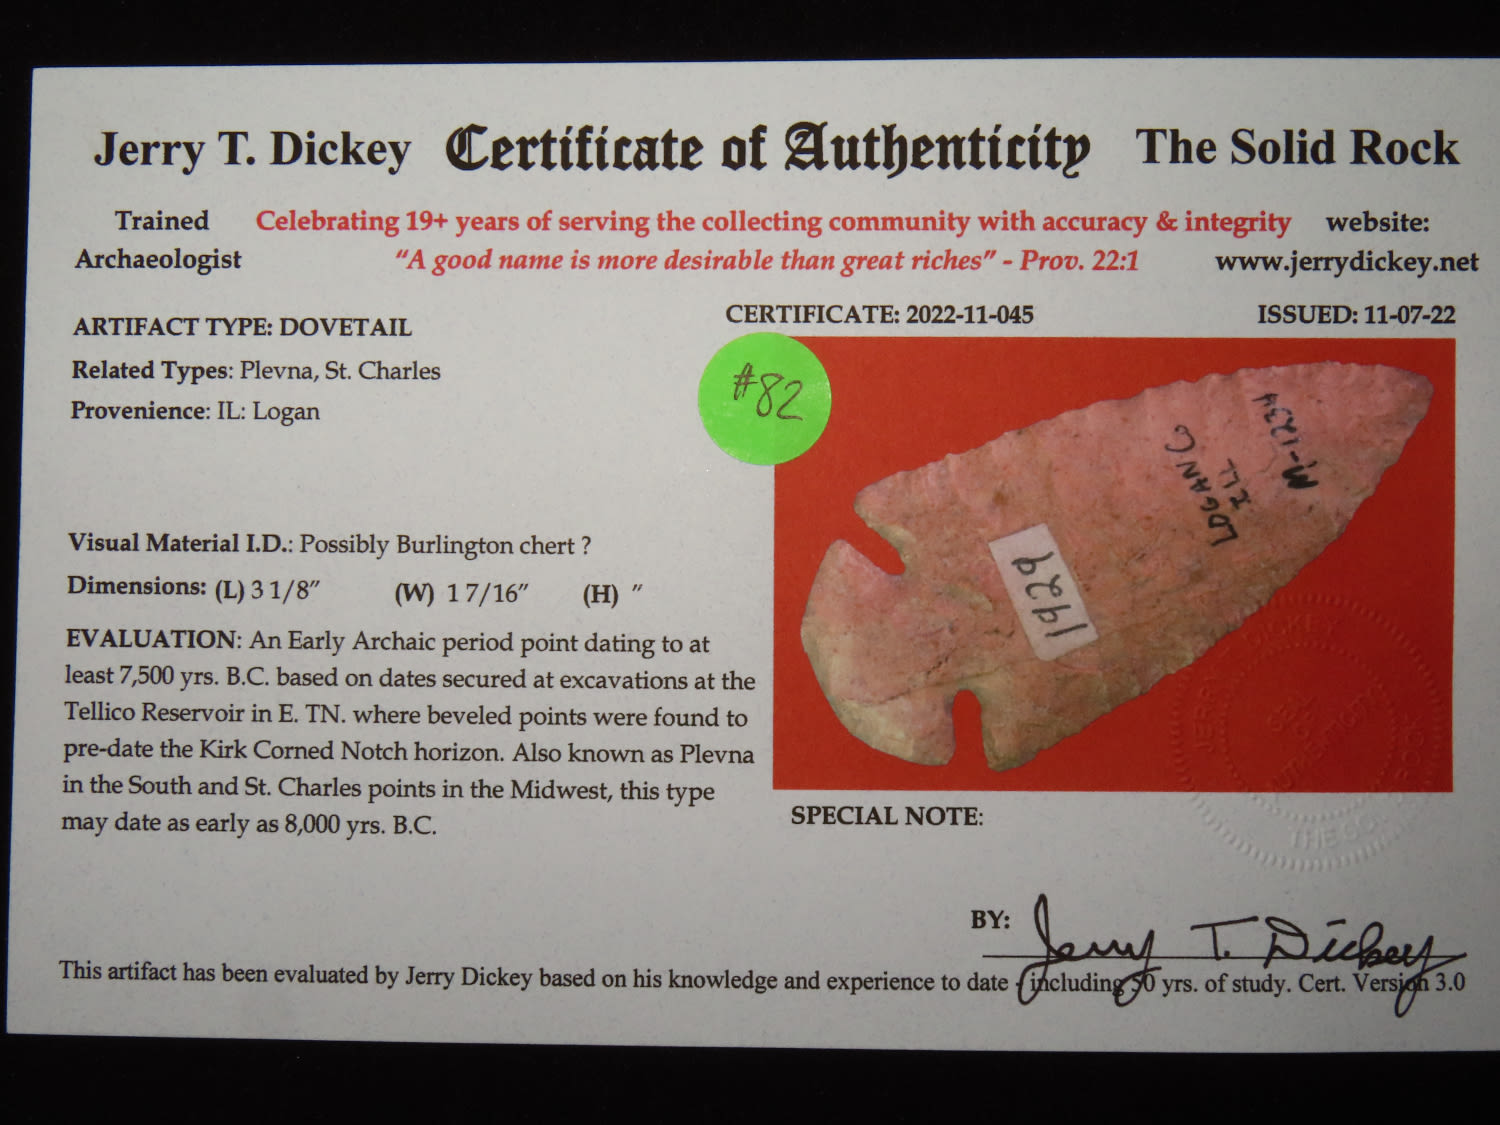 Jerry T. Dickey Certificate of Authenticity The Solid Rock
Trained Celebrating 19+ years of serving the collecting community with accuracy & integrity website:
Archaeologist "A good name is more desirable than great riches" - Prov. 22:1 www.jerrydickey.net
ARTIFACT TYPE: DOVETAIL
CERTIFICATE: 2022-11-045 ISSUED: 11-07-22
Related Types: Plevna, St. Charles
Provenience: IL: Logan
#82
LOGAN Co
ILL
M-1234
1929
Visual Material I.D.: Possibly Burlington chert ?
Dimensions: (L) 3 1/8" (W) 1 7/16" (H) "
EVALUATION: An Early Archaic period point dating to at
least 7,500 yrs. B.C. based on dates secured at excavations at the
Tellico Reservoir in E. TN. where beveled points were found to
pre-date the Kirk Corned Notch horizon. Also known as Plevna
in the South and St. Charles points in the Midwest, this type
may date as early as 8,000 yrs. B.C.
SPECIAL NOTE:
BY: Jerry T. Dickey
This artifact has been evaluated by Jerry Dickey based on his knowledge and experience to date - including 50 yrs. of study. Cert. Version 3.0